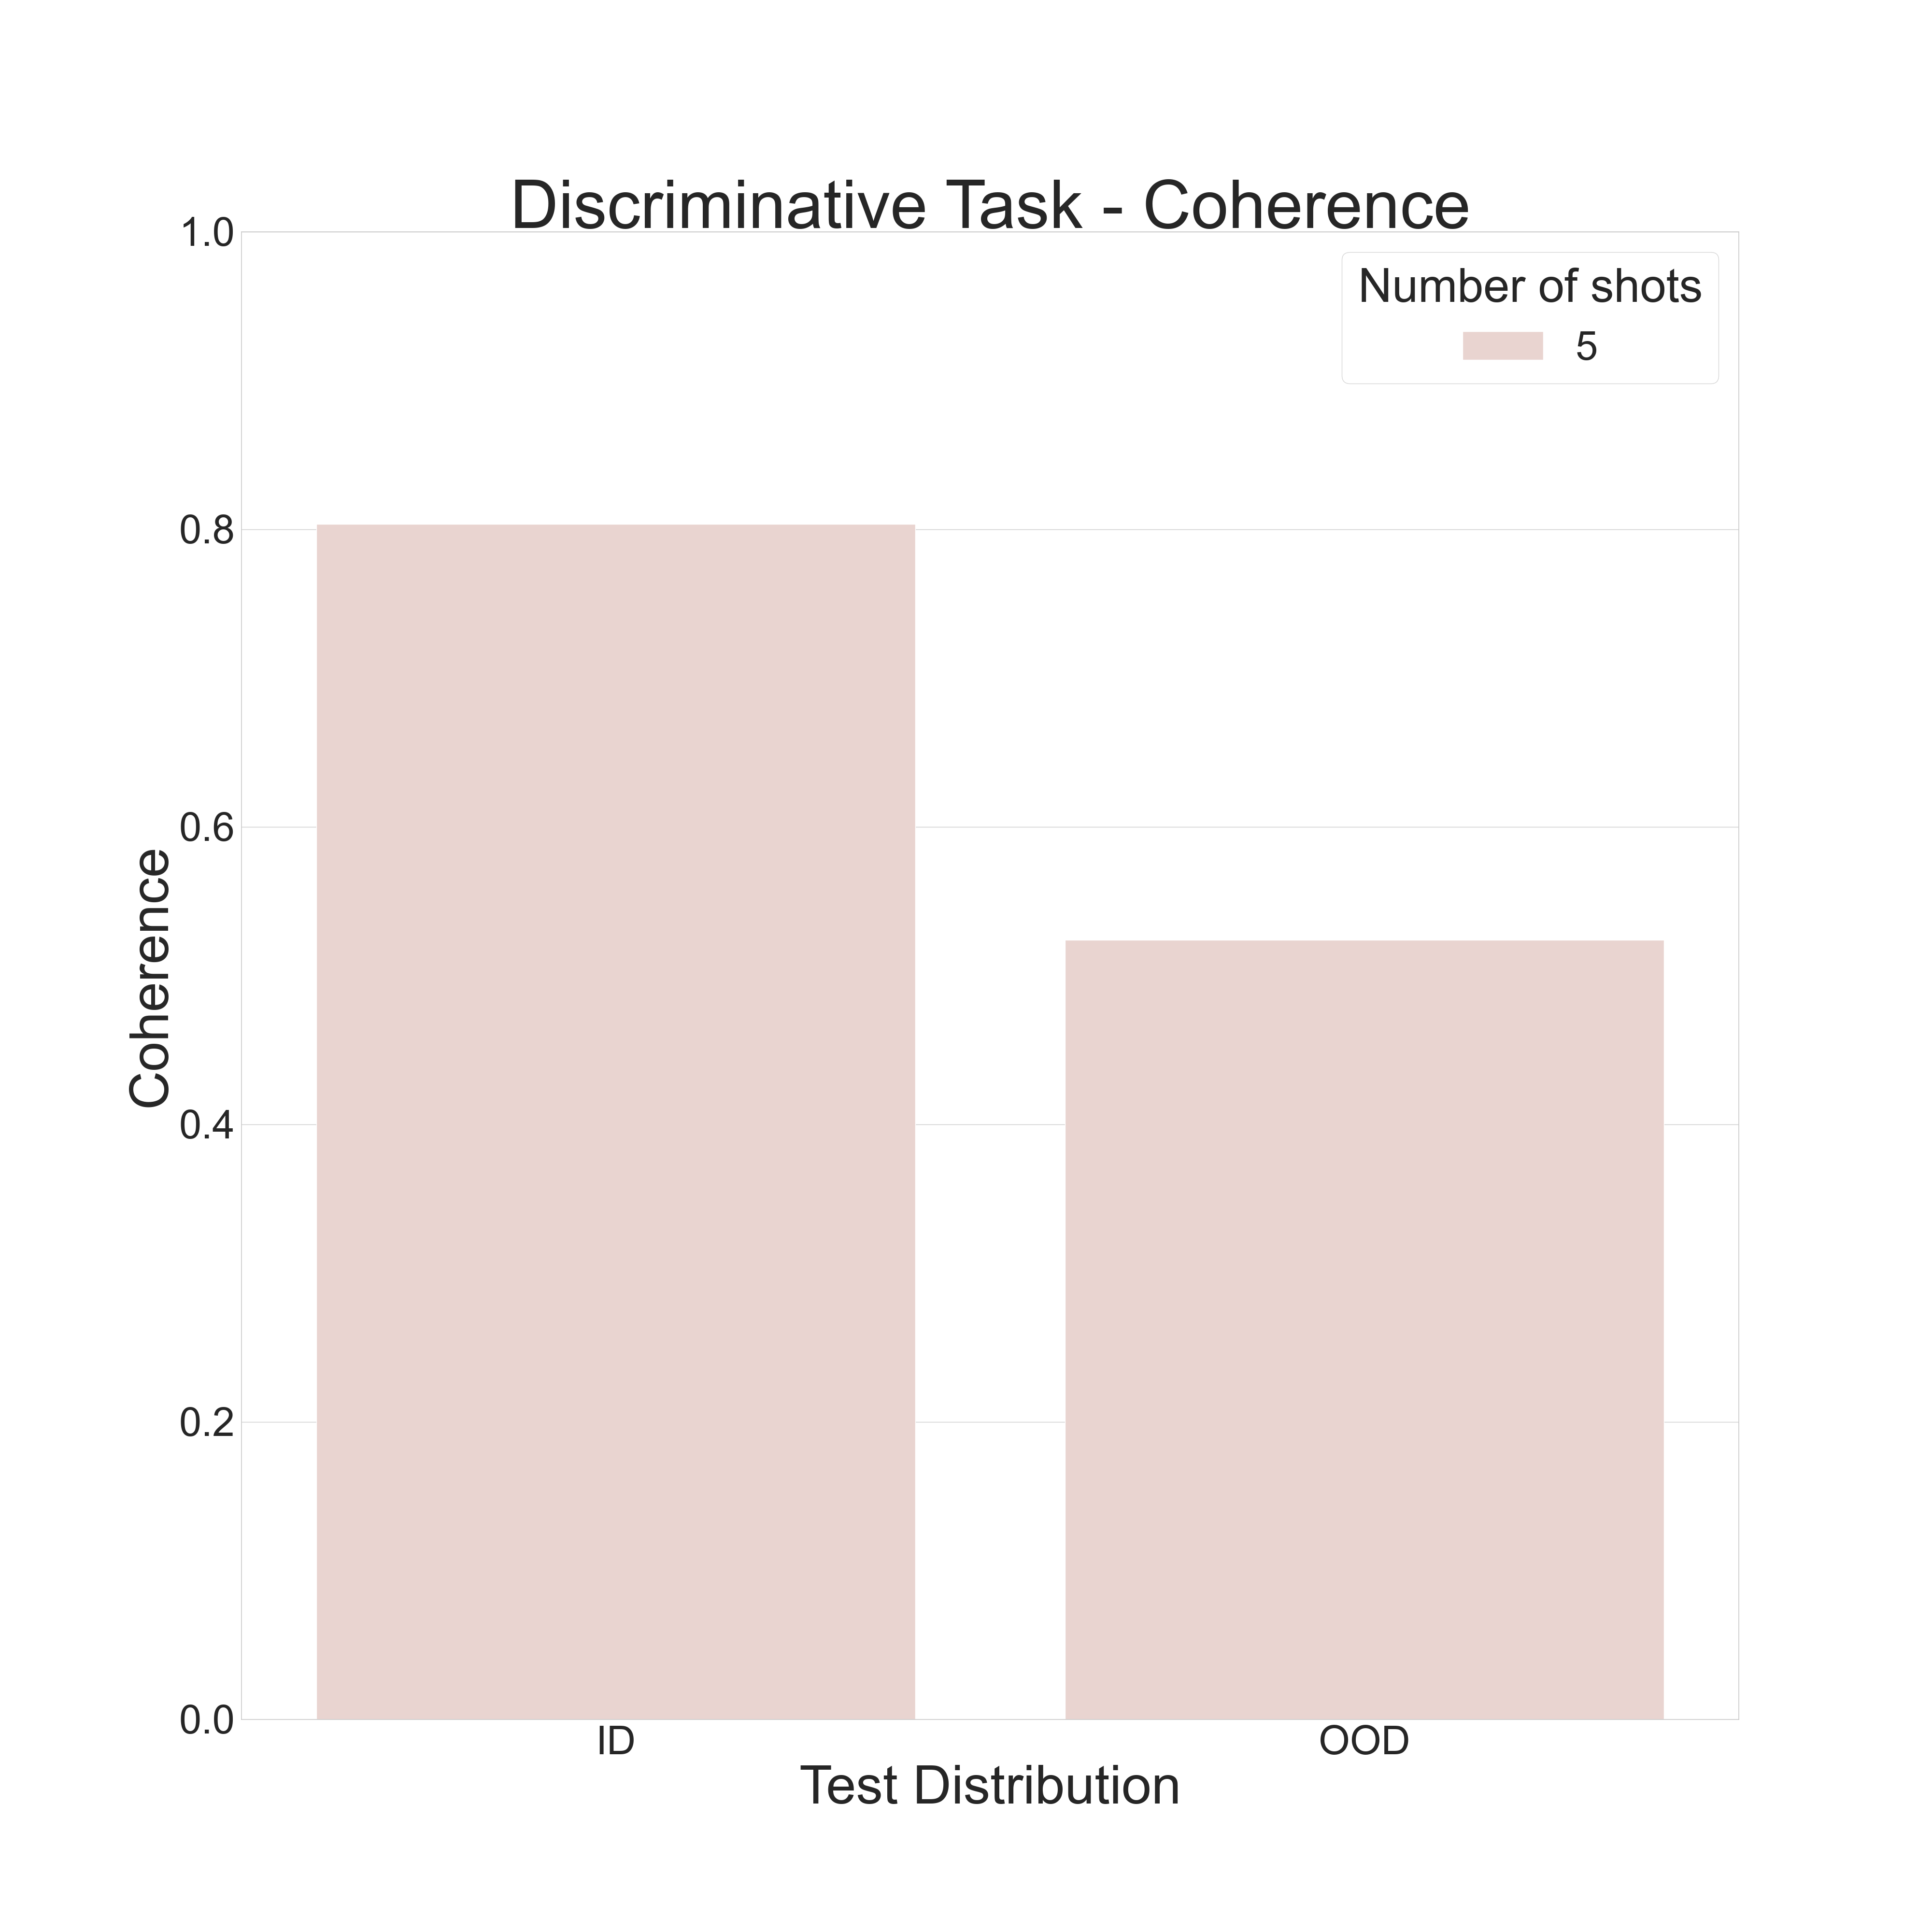 Discriminative Task - Coherence
1.0
Number of shots
5
0.8
0.6
0.4
0.2
0.0
Coherence
ID
OOD
Test Distribution